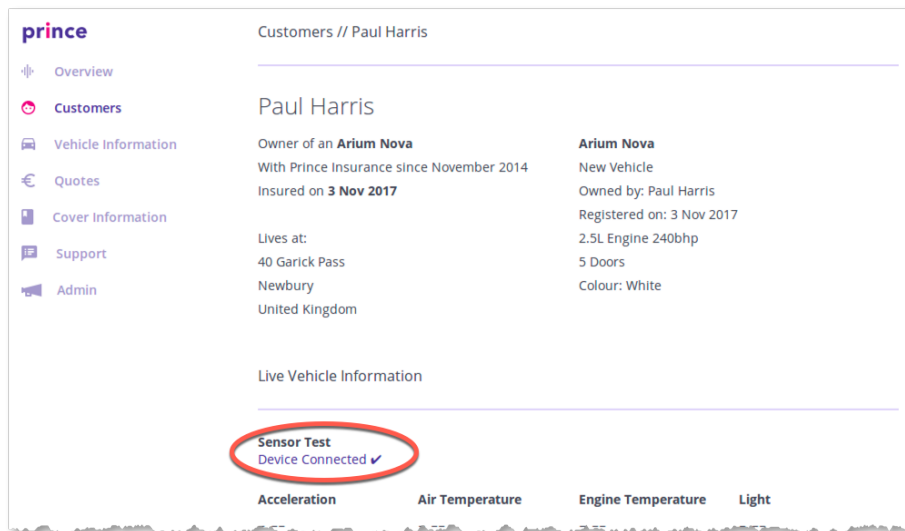 prince
Overview
Customers
Vehicle Information
Quotes
Cover Information
Support
Admin
Customers // Paul Harris
Paul Harris
Owner of an Arium Nova
With Prince Insurance since November 2014
Insured on 3 Nov 2017
Lives at:
40 Garick Pass
Newbury
United Kingdom
Arium Nova
New Vehicle
Owned by: Paul Harris
Registered on: 3 Nov 2017
2.5L Engine 240bhp
5 Doors
Colour: White
Live Vehicle Information
Sensor Test
Device Connected ✔
Acceleration Air Temperature Engine Temperature Light